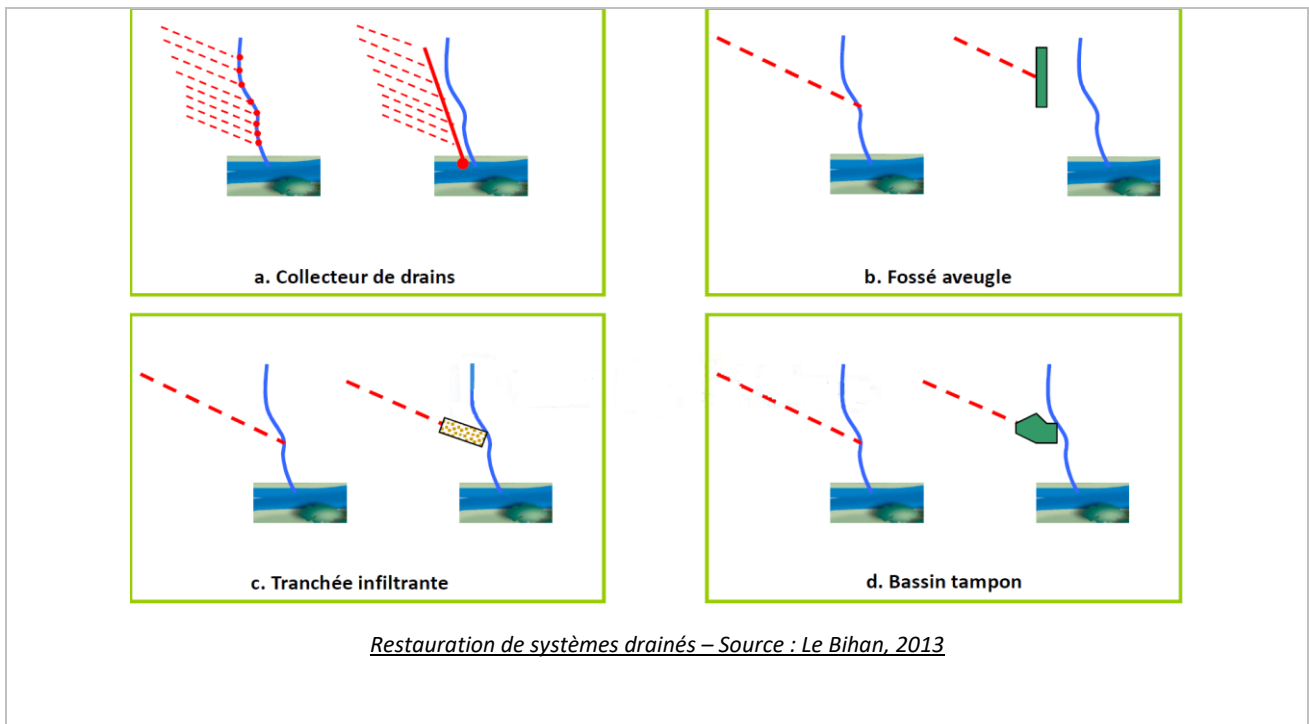 a. Collecteur de drains
b. Fossé aveugle
c. Tranchée infiltrante
d. Bassin tampon
Restauration de systèmes drainés – Source : Le Bihan, 2013